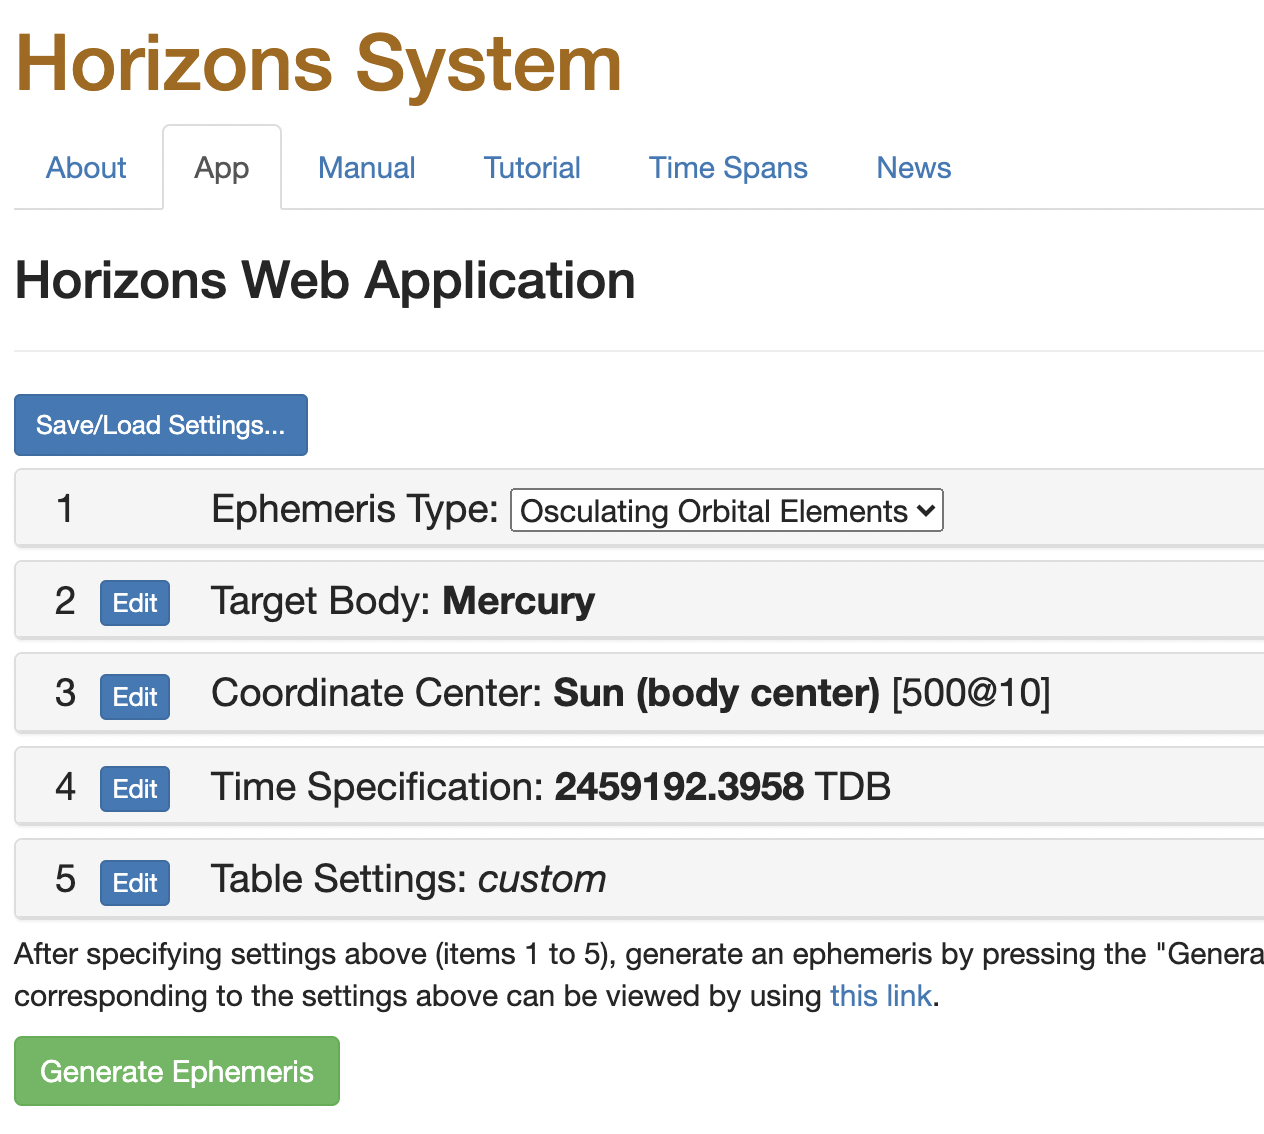 Horizons System
About App Manual Tutorial Time Spans News
Horizons Web Application
Save/Load Settings...
1 Ephemeris Type: Osculating Orbital Elements
2 Edit Target Body: Mercury
3 Edit Coordinate Center: Sun (body center) [500@10]
4 Edit Time Specification: 2459192.3958 TDB
5 Edit Table Settings: custom
After specifying settings above (items 1 to 5), generate an ephemeris by pressing the "Genera
corresponding to the settings above can be viewed by using this link.
Generate Ephemeris